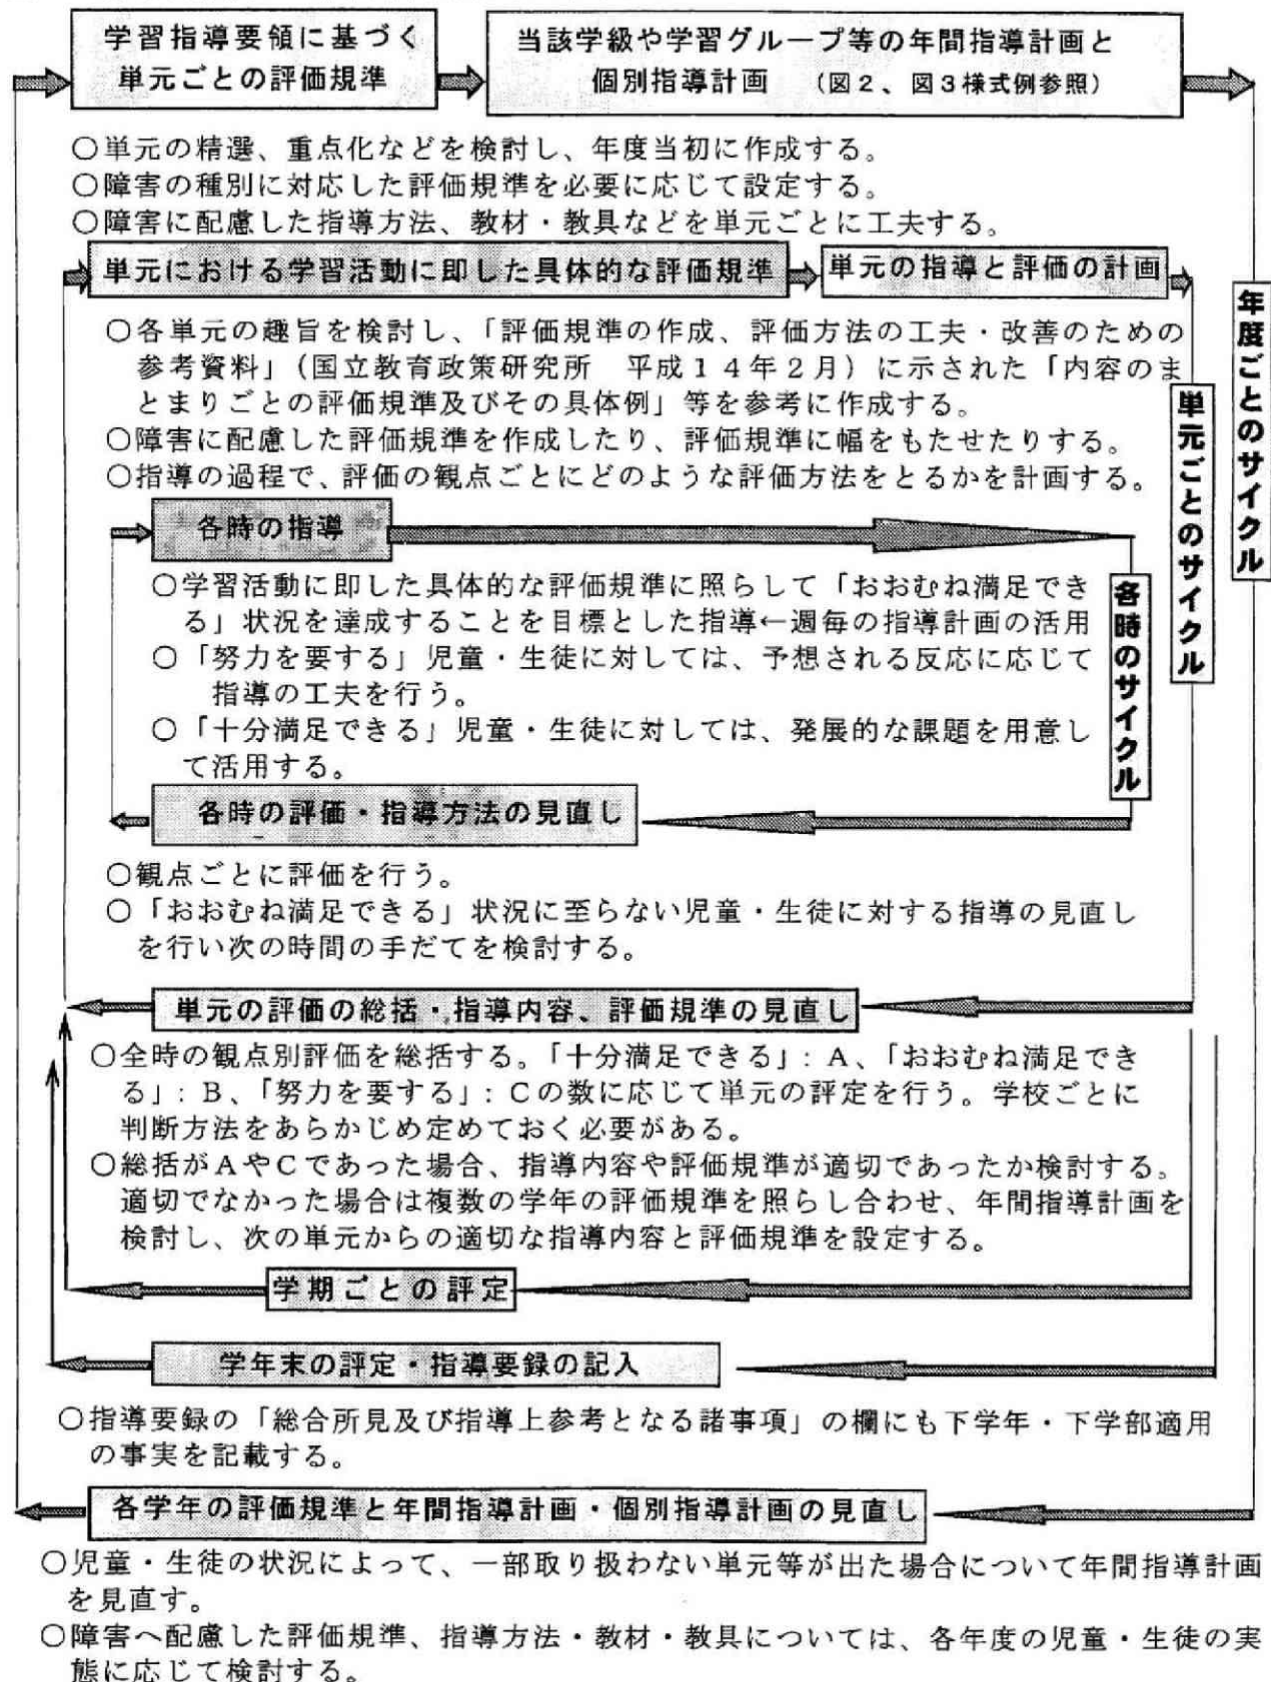 学習指導要領に基づく
単元ごとの評価規準
当該学級や学習グループ等の年間指導計画と
個別指導計画　（図２、図３様式例参照）
○単元の精選、重点化などを検討し、年度当初に作成する。
○障害の種別に対応した評価規準を必要に応じて設定する。
○障害に配慮した指導方法、教材・教具などを単元ごとに工夫する。
単元における学習活動に即した具体的な評価規準
単元の指導と評価の計画
○各単元の趣旨を検討し、「評価規準の作成、評価方法の工夫・改善のための
参考資料」（国立教育政策研究所　平成１４年２月）に示された「内容のま
とまりごとの評価規準及びその具体例」等を参考に作成する。
○障害に配慮した評価規準を作成したり、評価規準に幅をもたせたりする。
○指導の過程で、評価の観点ごとにどのような評価方法をとるかを計画する。
年度ごとのサイクル
単元ごとのサイクル
各時の指導
○学習活動に即した具体的な評価規準に照らして「おおむね満足でき
る」状況を達成することを目標とした指導←週毎の指導計画の活用
○「努力を要する」児童・生徒に対しては、予想される反応に応じて
指導の工夫を行う。
○「十分満足できる」児童・生徒に対しては、発展的な課題を用意し
て活用する。
各時のサイクル
各時の評価・指導方法の見直し
○観点ごとに評価を行う。
○「おおむね満足できる」状況に至らない児童・生徒に対する指導の見直し
を行い次の時間の手だてを検討する。
単元の評価の総括・指導内容、評価規準の見直し
○全時の観点別評価を総括する。「十分満足できる」：Ａ、「おおむね満足でき
る」：Ｂ、「努力を要する」：Ｃの数に応じて単元の評定を行う。学校ごとに
判断方法をあらかじめ定めておく必要がある。
○総括がＡやＣであった場合、指導内容や評価規準が適切であったか検討する。
適切でなかった場合は複数の学年の評価規準を照らし合わせ、年間指導計画を
検討し、次の単元からの適切な指導内容と評価規準を設定する。
学期ごとの評定
学年末の評定・指導要録の記入
○指導要録の「総合所見及び指導上参考となる諸事項」の欄にも下学年・下学部適用
の事実を記載する。
各学年の評価規準と年間指導計画・個別指導計画の見直し
○児童・生徒の状況によって、一部取り扱わない単元等が出た場合について年間指導計画
を見直す。
○障害へ配慮した評価規準、指導方法・教材・教具については、各年度の児童・生徒の実
態に応じて検討する。